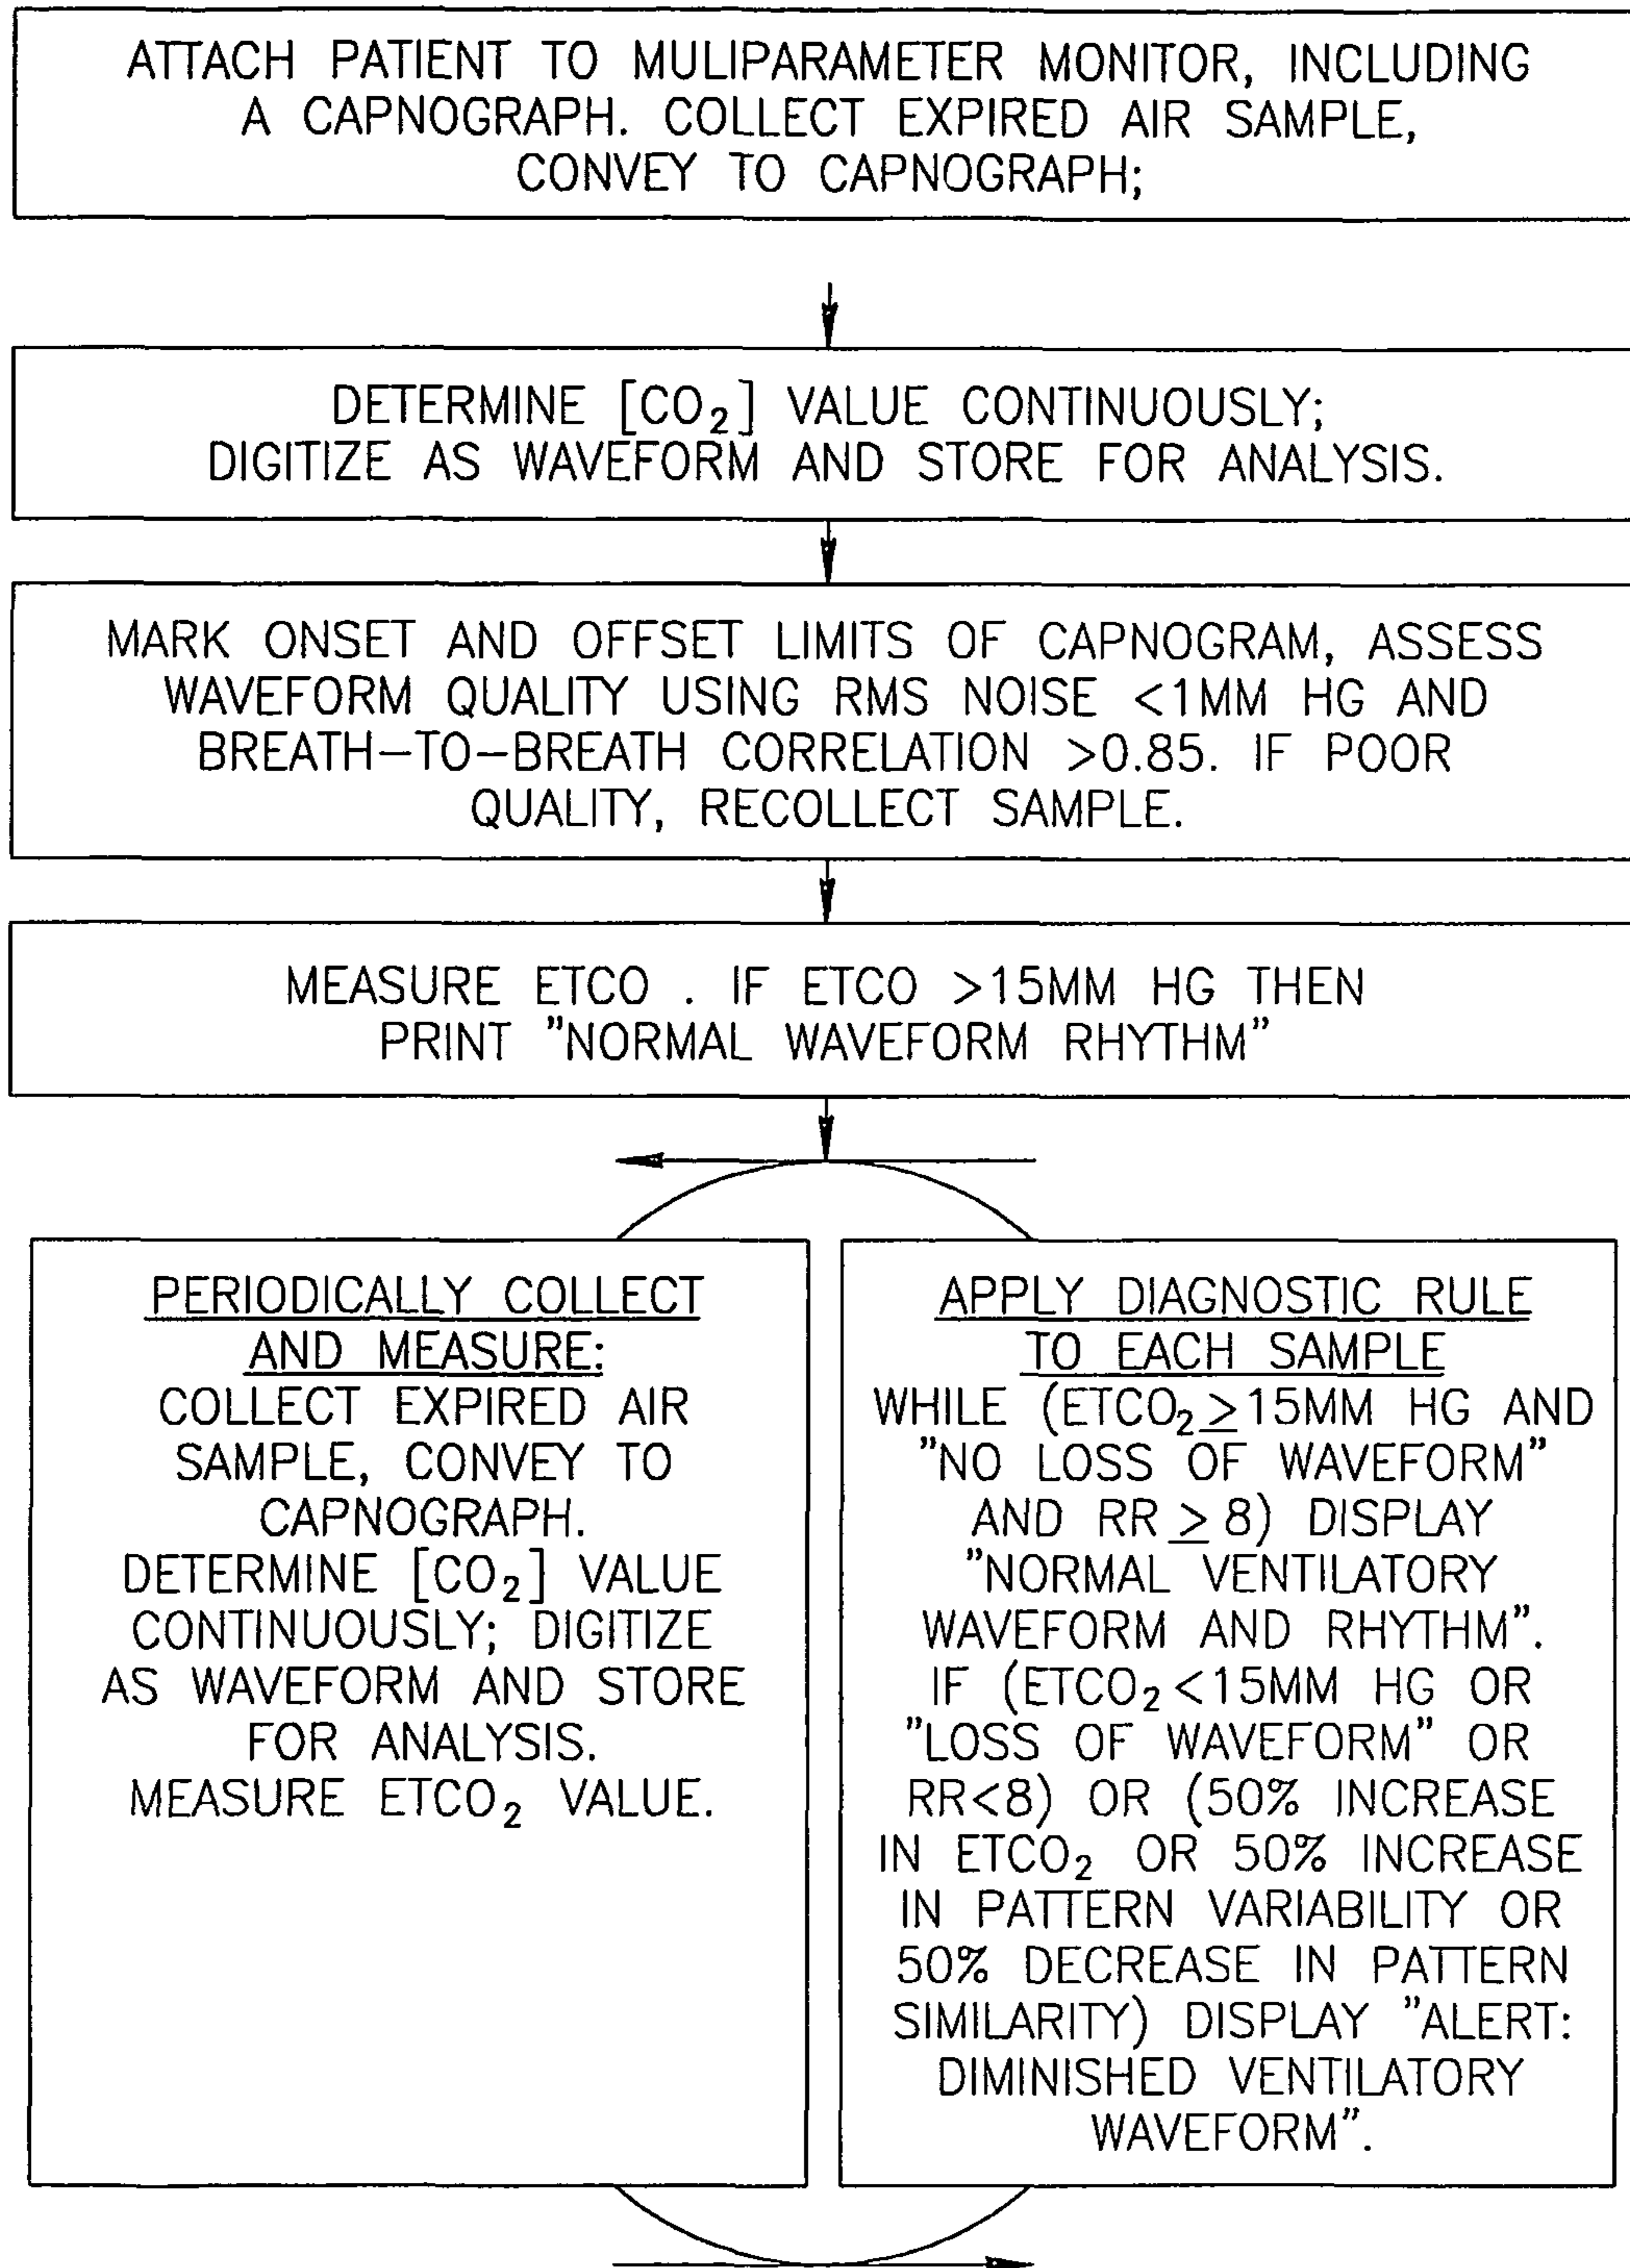 ATTACH PATIENT TO MULIPARAMETER MONITOR, INCLUDING
A CAPNOGRAPH. COLLECT EXPIRED AIR SAMPLE,
CONVEY TO CAPNOGRAPH;
DETERMINE [CO₂] VALUE CONTINUOUSLY;
DIGITIZE AS WAVEFORM AND STORE FOR ANALYSIS.
MARK ONSET AND OFFSET LIMITS OF CAPNOGRAM, ASSESS
WAVEFORM QUALITY USING RMS NOISE <1MM HG AND
BREATH-TO-BREATH CORRELATION >0.85. IF POOR
QUALITY, RECOLLECT SAMPLE.
MEASURE ETCO . IF ETCO >15MM HG THEN
PRINT "NORMAL WAVEFORM RHYTHM"
PERIODICALLY COLLECT
AND MEASURE:
COLLECT EXPIRED AIR
SAMPLE, CONVEY TO
CAPNOGRAPH.
DETERMINE [CO₂] VALUE
CONTINUOUSLY; DIGITIZE
AS WAVEFORM AND STORE
FOR ANALYSIS.
MEASURE ETCO₂ VALUE.
APPLY DIAGNOSTIC RULE
TO EACH SAMPLE
WHILE (ETCO₂≥15MM HG AND
"NO LOSS OF WAVEFORM"
AND RR ≥ 8) DISPLAY
"NORMAL VENTILATORY
WAVEFORM AND RHYTHM".
IF (ETCO₂<15MM HG OR
"LOSS OF WAVEFORM" OR
RR<8) OR (50% INCREASE
IN ETCO₂ OR 50% INCREASE
IN PATTERN VARIABILITY OR
50% DECREASE IN PATTERN
SIMILARITY) DISPLAY "ALERT:
DIMINISHED VENTILATORY
WAVEFORM".